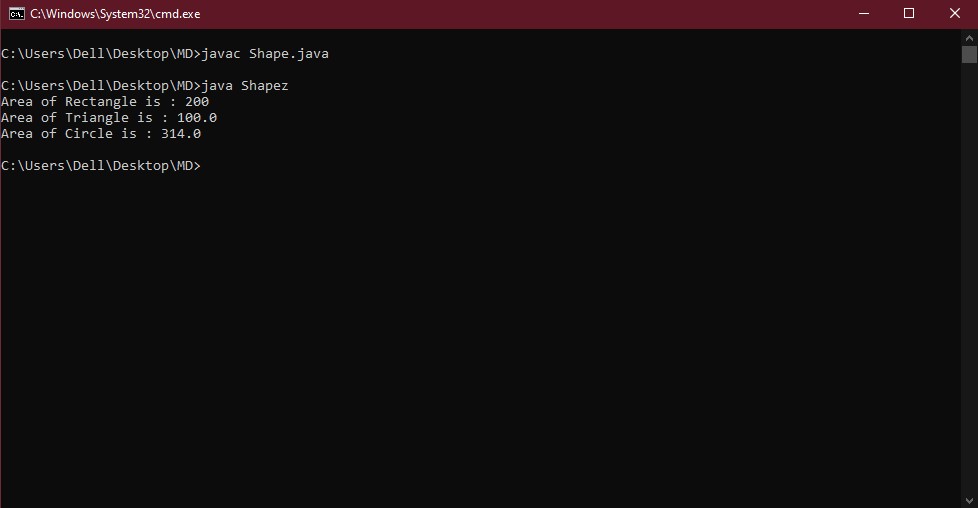 C:\Windows\System32\cmd.exe
C:\Users\Dell\Desktop\MD>javac Shape.java
C:\Users\Dell\Desktop\MD>java Shapez
Area of Rectangle is : 200
Area of Triangle is : 100.0
Area of Circle is : 314.0
C:\Users\Dell\Desktop\MD>